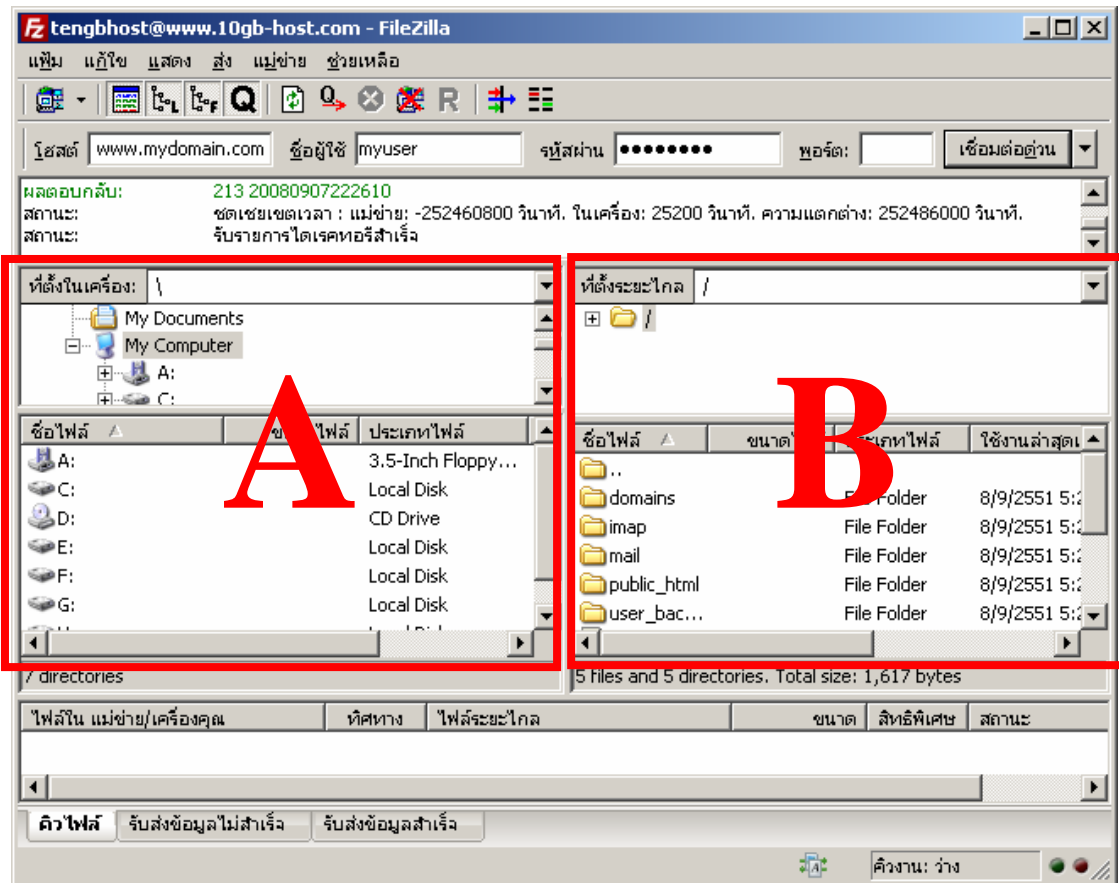 tengbhost@www.10gb-host.com - FileZilla
แฟ้ม แก้ไข แสดง ส่ง แม่ข่าย ช่วยเหลือ
โฮสต์ www.mydomain.com ชื่อผู้ใช้ myuser รหัสผ่าน ●●●●●●●● พอร์ต: เชื่อมต่อด่วน
ผลตอบกลับ: 213 20080907222610
สถานะ: ชดเชยเขตเวลา : แม่ข่าย: -252460800 วินาที. ในเครื่อง: 25200 วินาที. ความแตกต่าง: 252486000 วินาที.
สถานะ: รับรายการไดเรคทอรีสำเร็จ
ที่ตั้งในเครื่อง: \
My Documents
My Computer
A:
C:
A
ชื่อไฟล์ ไฟล์ ประเภทไฟล์
A: 3.5-Inch Floppy...
C: Local Disk
D: CD Drive
E: Local Disk
F: Local Disk
G: Local Disk
7 directories
ที่ตั้งระยะไกล /
/
B
ชื่อไฟล์ ประเภทไฟล์ ใช้งานล่าสุด
..
domains File Folder 8/9/2551 5:2
imap File Folder 8/9/2551 5:2
mail File Folder 8/9/2551 5:2
public_html File Folder 8/9/2551 5:2
user_bac... File Folder 8/9/2551 5:2
5 files and 5 directories. Total size: 1,617 bytes
ไฟล์ใน แม่ข่าย/เครื่องคุณ ทิศทาง ไฟล์ระยะไกล ขนาด สิทธิพิเศษ สถานะ
คิวไฟล์ รับส่งข้อมูลไม่สำเร็จ รับส่งข้อมูลสำเร็จ
คิวงาน: ว่าง